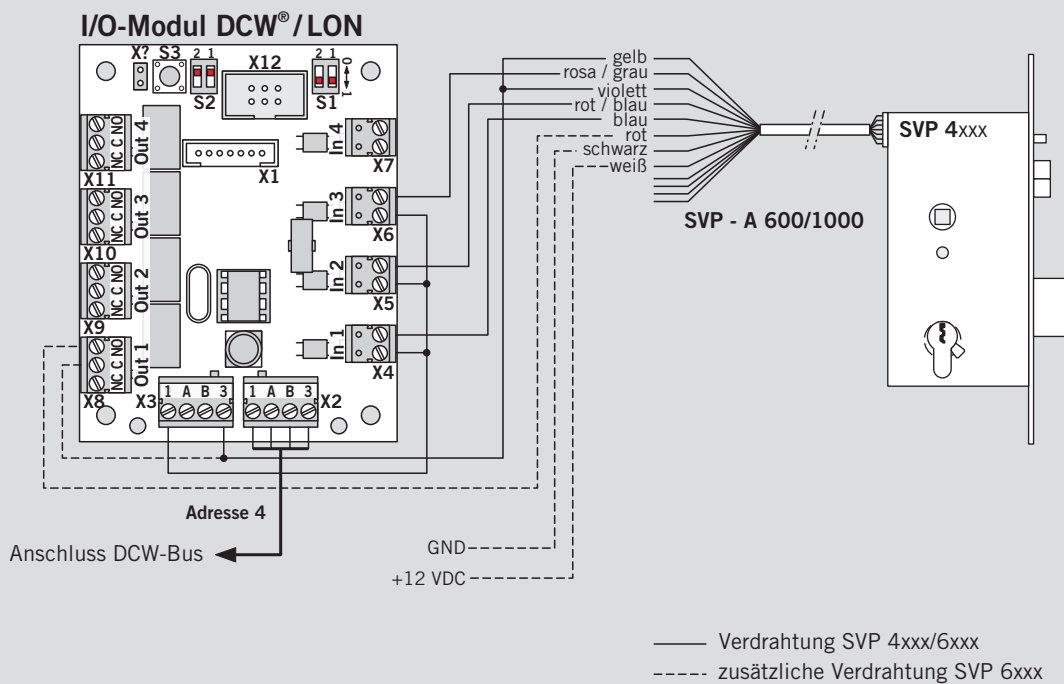 I/O-Modul DCW® / LON
X? S3
2 1
S2
X12
2 1
S1
0
1
NC C NO
Out 4
X11
NC C NO
Out 3
X10
NC C NO
Out 2
X9
NC C NO
Out 1
X8
X1
In 4
X7
In 3
X6
In 2
X5
In 1
X4
X3
1 A B 3
1 A B 3
X2
gelb
rosa / grau
violett
rot / blau
blau
rot
schwarz
weiß
SVP - A 600/1000
SVP 4xxx
Adresse 4
Anschluss DCW-Bus
GND
+12 VDC
Verdrahtung SVP 4xxx/6xxx
zusätzliche Verdrahtung SVP 6xxx